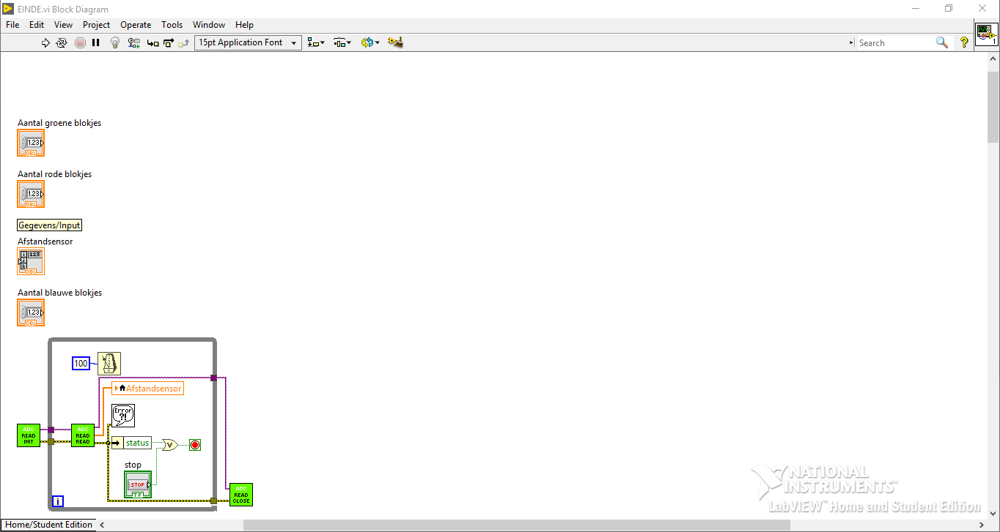 EINDE.vi Block Diagram
File Edit View Project Operate Tools Window Help
15pt Application Font
Search
?
1
Aantal groene blokjes
1.23
DBL
Aantal rode blokjes
1.23
DBL
Gegevens/Input
Afstandsensor
i 123
j
k
DBL
Aantal blauwe blokjes
1.23
DBL
100
Afstandsensor
Error
?!
ADC
READ
INIT
ADC
READ
READ
status
V
stop
STOP
TF
i
ADC
READ
CLOSE
NATIONAL
INSTRUMENTS™
LabVIEW™ Home and Student Edition
Home/Student Edition